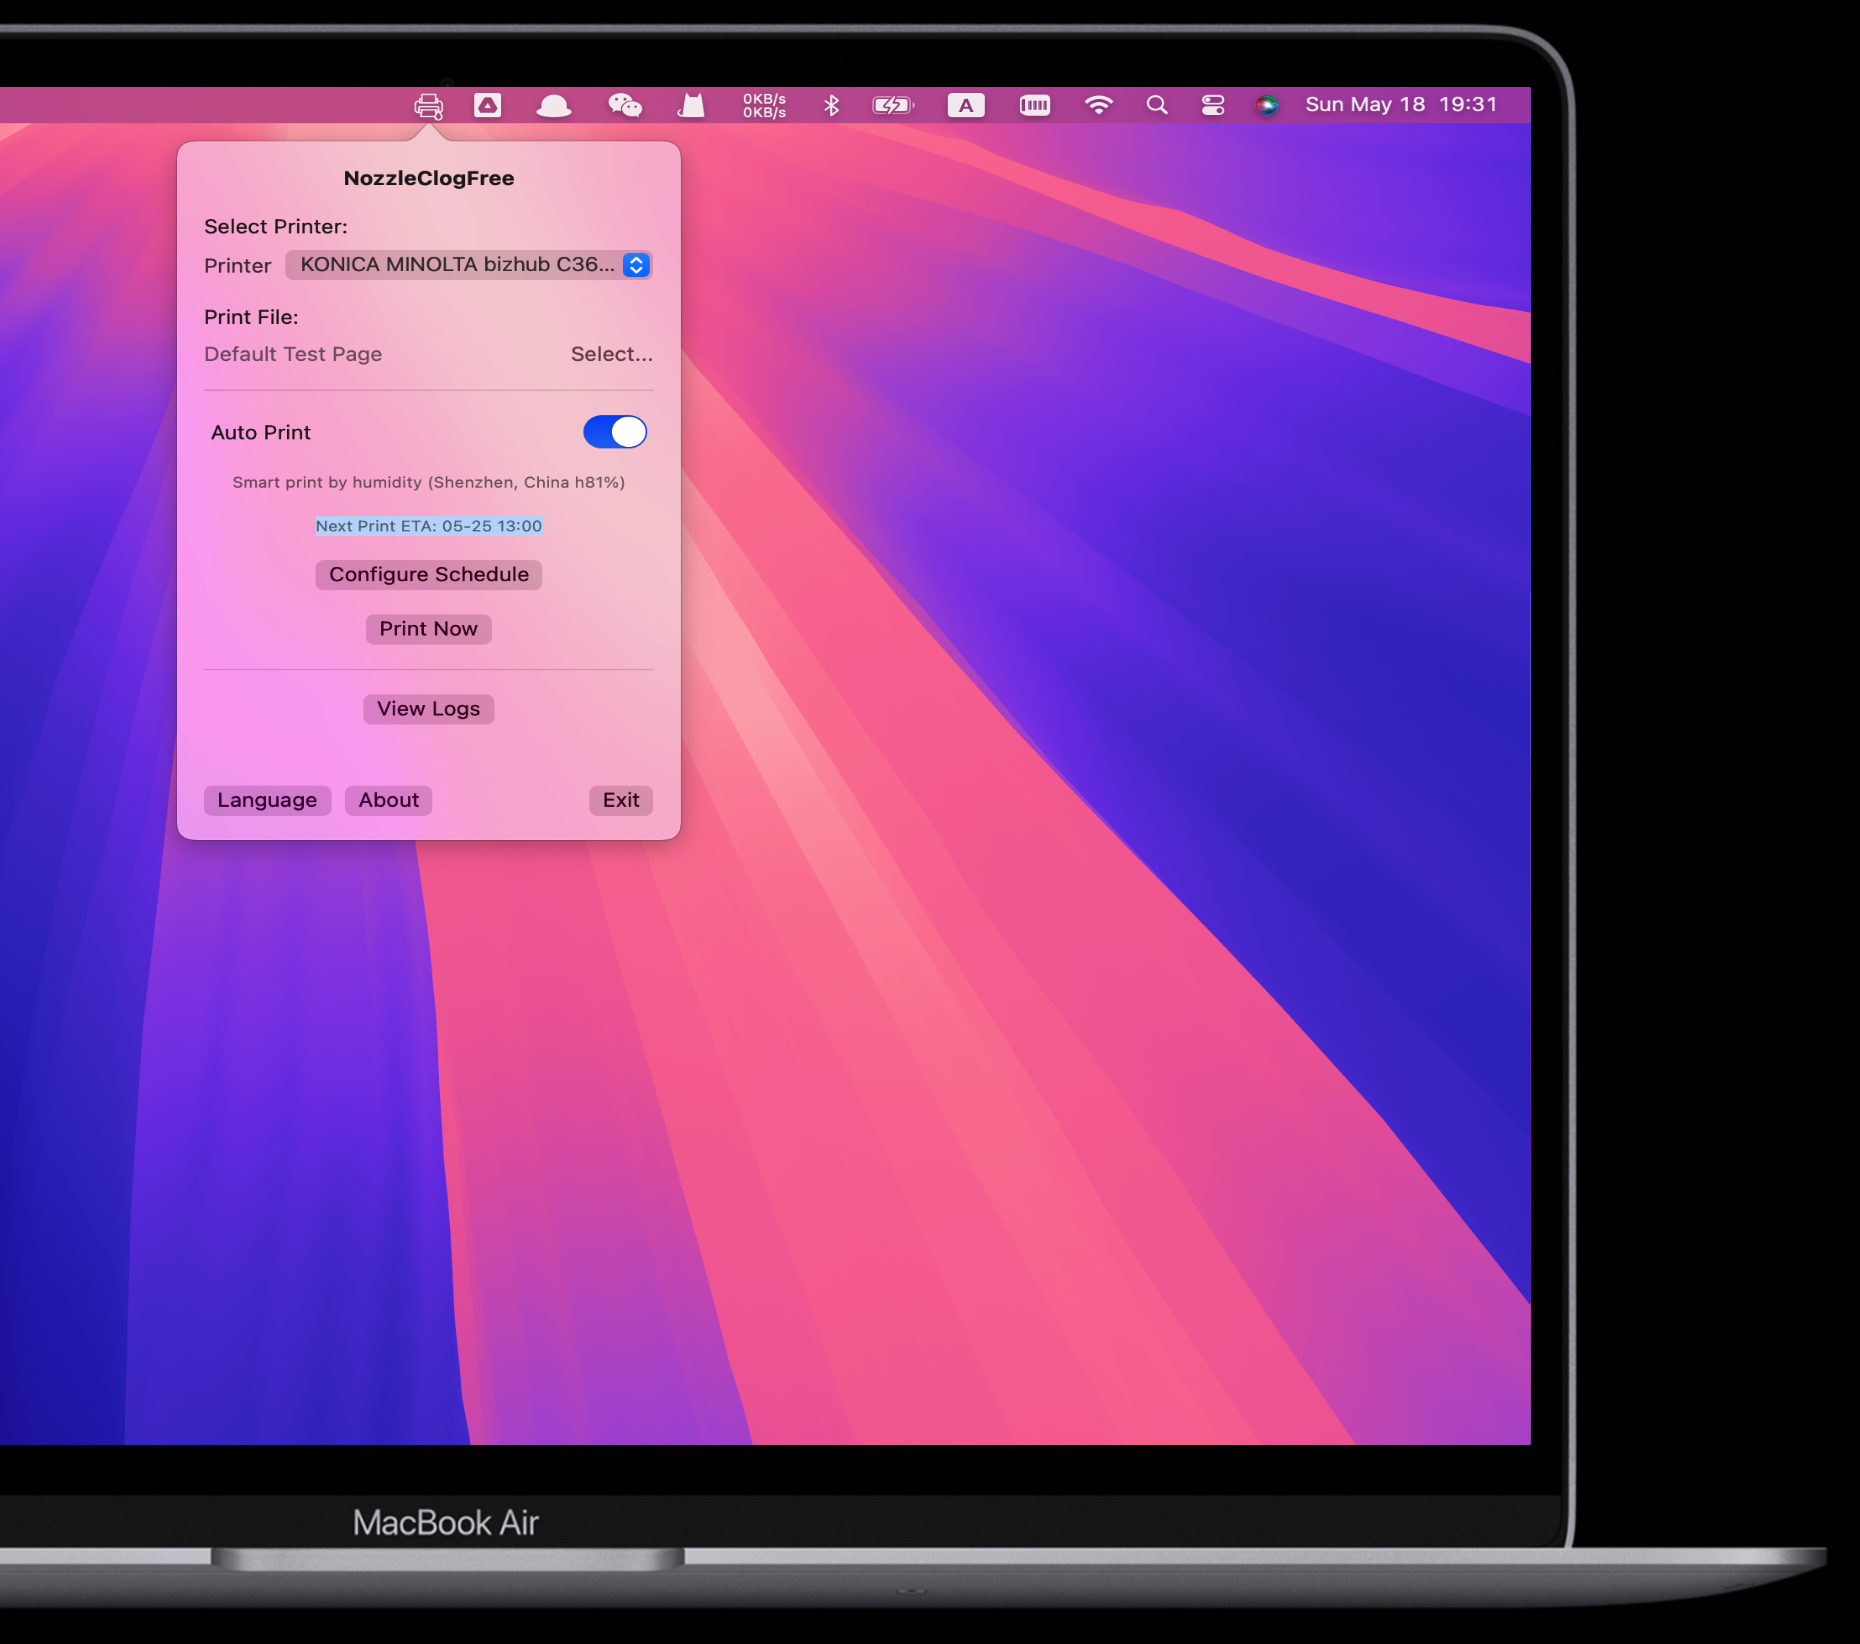 0KB/s
0KB/s
A
Sun May 18 19:31
NozzleClogFree
Select Printer:
Printer KONICA MINOLTA bizhub C36...
Print File:
Default Test Page Select...
Auto Print
Smart print by humidity (Shenzhen, China h81%)
Next Print ETA: 05-25 13:00
Configure Schedule
Print Now
View Logs
Language About Exit
MacBook Air